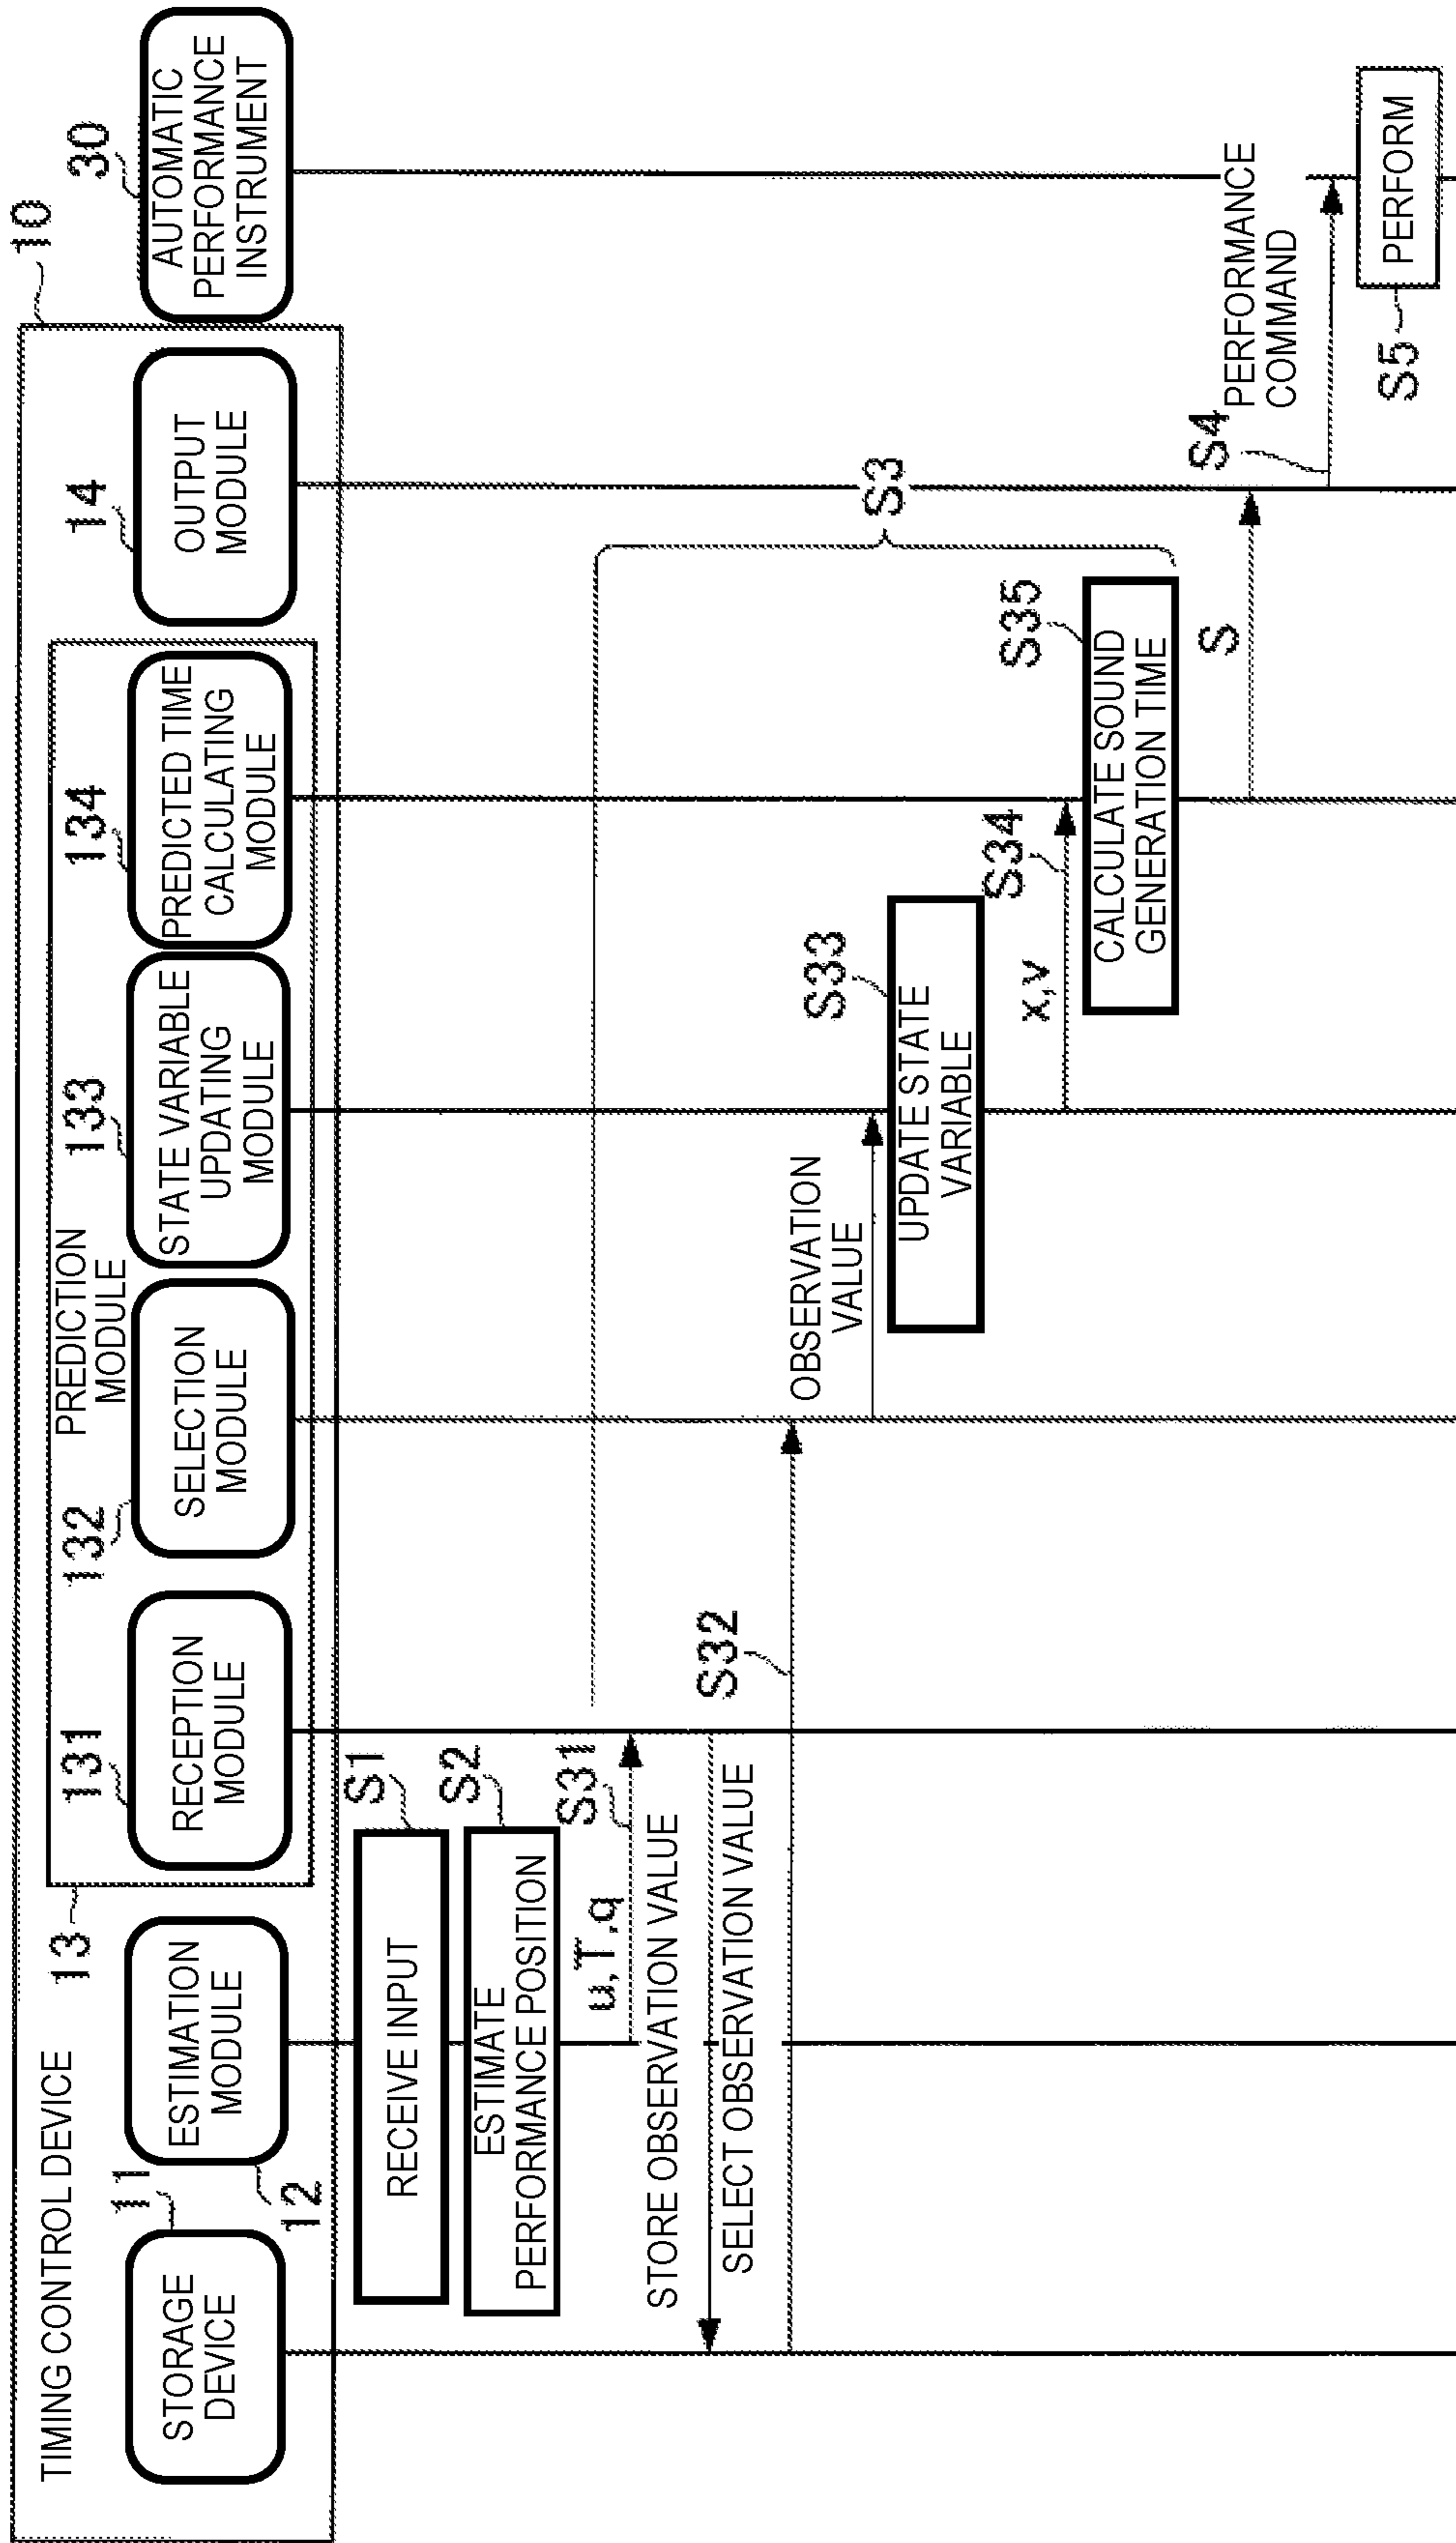 10
TIMING CONTROL DEVICE
13
PREDICTION
MODULE
11
STORAGE
DEVICE
12
ESTIMATION
MODULE
131
RECEPTION
MODULE
132
SELECTION
MODULE
133
STATE VARIABLE
UPDATING
MODULE
134
PREDICTED TIME
CALCULATING
MODULE
14
OUTPUT
MODULE
30
AUTOMATIC
PERFORMANCE
INSTRUMENT
S1
RECEIVE INPUT
S2
ESTIMATE
PERFORMANCE POSITION
S31
u,T,q
STORE OBSERVATION VALUE
SELECT OBSERVATION VALUE
S32
OBSERVATION
VALUE
S33
UPDATE STATE
VARIABLE
S3
S34
x,v
S35
CALCULATE SOUND
GENERATION TIME
S
S4
PERFORMANCE
COMMAND
S5
PERFORM